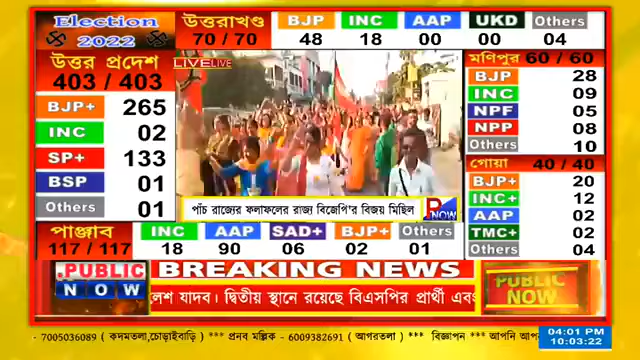 Election
2022
উত্তরাখণ্ড
70 / 70
BJP INC AAP UKD Others
48 18 00 00 04
উত্তর প্রদেশ
403 / 403
BJP+ 265
INC 02
SP+ 133
BSP 01
Others 01
LIVE LIVE
মণিপুর 60 / 60
BJP 28
INC 09
NPF 05
NPP 08
Others 10
গোয়া 40 / 40
BJP+ 20
INC+ 12
AAP 02
TMC+ 02
Others 04
পাঁচ রাজ্যের ফলাফলের রাজ্য বিজেপি'র বিজয় মিছিল
NOW
পাঞ্জাব
117 / 117
INC AAP SAD+ BJP+ Others
18 90 06 02 01
.PUBLIC
NOW
BREAKING NEWS
লেশ যাদব। দ্বিতীয় স্থানে রয়েছে বিএসপির প্রার্থী এবং
PUBLIC
NOW
- 7005036089 ( কদমতলা,চোড়াইবাড়ি ) *** প্রনব মল্লিক - 6009382691 ( আগরতলা ) *** বিজ্ঞাপন *** আপনি আপ
04:01 PM
10:03:22